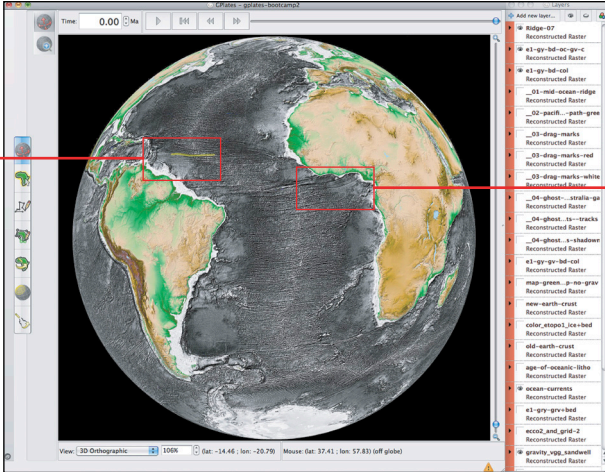 GPlates - gplates-bootcamp2
Layers
Time: 0.00 Ma
Add new layer...
Ridge-07
Reconstructed Raster
e1-gy-bd-oc-gv-c
Reconstructed Raster
e1-gy-bd-col
Reconstructed Raster
__01-mid-ocean-ridge
Reconstructed Raster
__02-pacifi...-path-gree
Reconstructed Raster
__03-drag-marks
Reconstructed Raster
__03-drag-marks-red
Reconstructed Raster
__03-drag-marks-white
Reconstructed Raster
__04-ghost-...stralia-ga
Reconstructed Raster
__04-ghost...ts--tracks
Reconstructed Raster
__04-ghost...s-shadown
Reconstructed Raster
e1-gy-gv-bd-col
Reconstructed Raster
map-green...p-no-grav
Reconstructed Raster
new-earth-crust
Reconstructed Raster
color_etopo1_ice+bed
Reconstructed Raster
old-earth-crust
Reconstructed Raster
age-of-oceanic-litho
Reconstructed Raster
ocean-currents
Reconstructed Raster
e1-gry-grv+bed
Reconstructed Raster
ecco2_and_grid-2
Reconstructed Raster
gravity_vgg_sandwell
Reconstructed Raster
View: 3D Orthographic 106% (lat: -14.46 ; lon: -20.79) Mouse: (lat: 37.41 ; lon: 57.83) (off globe)